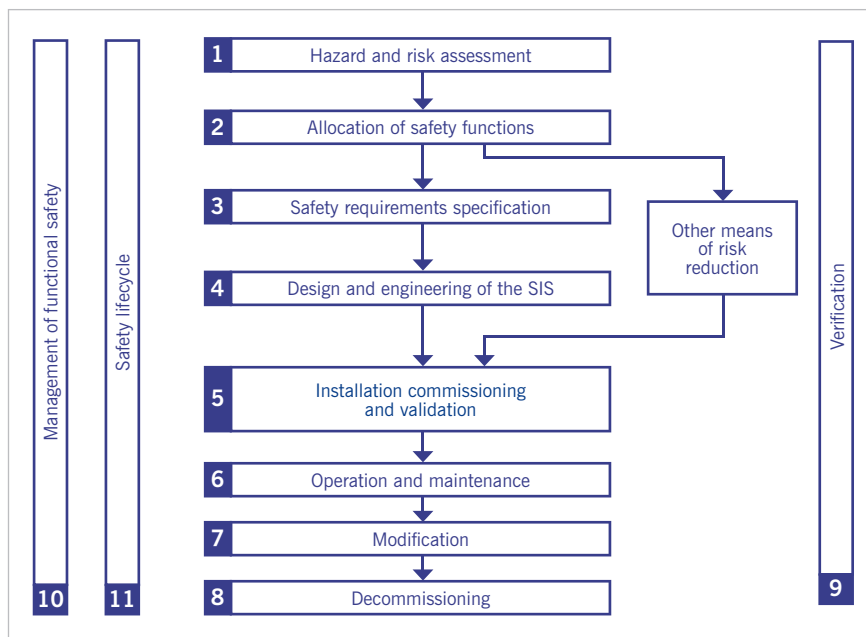 1
Hazard and risk assessment
2
Allocation of safety functions
3
Safety requirements specification
Other means
of risk
reduction
4
Design and engineering of the SIS
5
Installation commissioning
and validation
6
Operation and maintenance
7
Modification
8
Decommissioning
Management of functional safety
10
Safety lifecycle
11
Verification
9